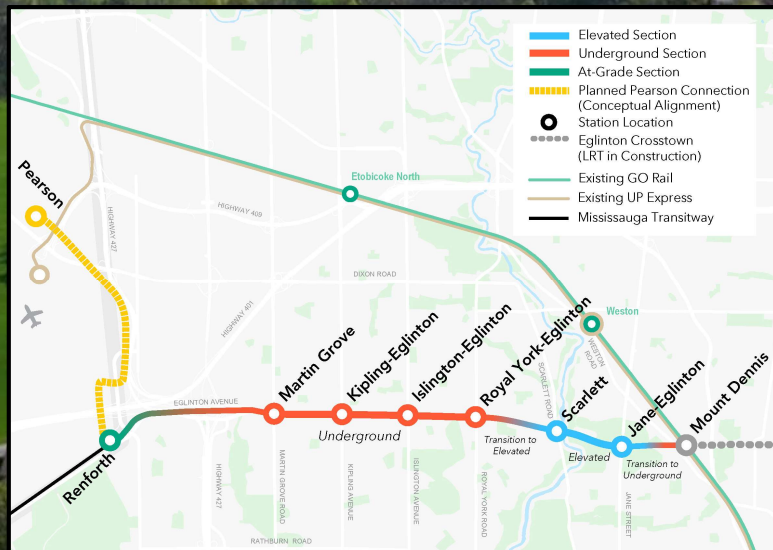 Elevated Section
Underground Section
At-Grade Section
Planned Pearson Connection
(Conceptual Alignment)
Station Location
Eglinton Crosstown
(LRT in Construction)
Existing GO Rail
Existing UP Express
Mississauga Transitway
Pearson
HIGHWAY 427
Etobicoke North
HIGHWAY 409
DIXON ROAD
HIGHWAY 401
Weston
WESTON
ROAD
SCARLETT ROAD
EGLINTON AVENUE
Renforth
Martin Grove
Kipling-Eglinton
Islington-Eglinton
Royal York-Eglinton
Scarlett
Jane-Eglinton
Mount Dennis
Underground
Transition to
Elevated
Elevated
Transition to
Underground
HIGHWAY 427
MARTIN GROVE ROAD
KIPLING AVENUE
ISLINGTON AVENUE
ROYAL YORK ROAD
JANE STREET
RATHBURN ROAD